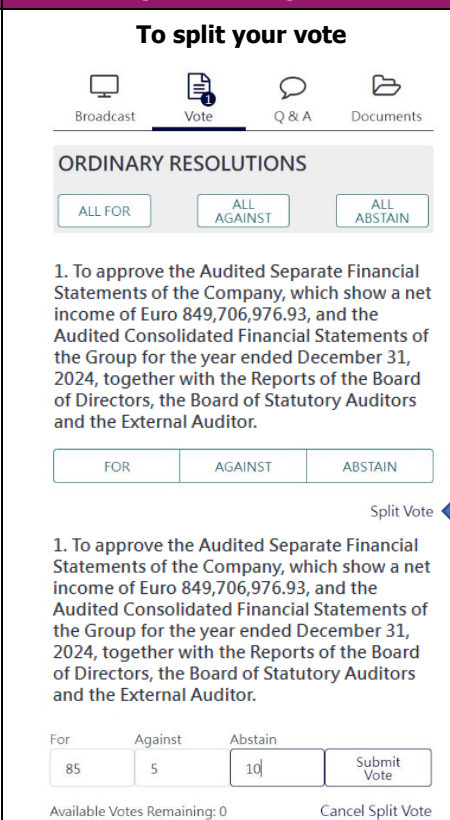 To split your vote
1
Broadcast Vote Q & A Documents
ORDINARY RESOLUTIONS
ALL FOR ALL AGAINST ALL ABSTAIN
1. To approve the Audited Separate Financial
Statements of the Company, which show a net
income of Euro 849,706,976.93, and the
Audited Consolidated Financial Statements of
the Group for the year ended December 31,
2024, together with the Reports of the Board
of Directors, the Board of Statutory Auditors
and the External Auditor.
FOR AGAINST ABSTAIN
Split Vote
1. To approve the Audited Separate Financial
Statements of the Company, which show a net
income of Euro 849,706,976.93, and the
Audited Consolidated Financial Statements of
the Group for the year ended December 31,
2024, together with the Reports of the Board
of Directors, the Board of Statutory Auditors
and the External Auditor.
For Against Abstain
85 5 10 Submit Vote
Available Votes Remaining: 0 Cancel Split Vote